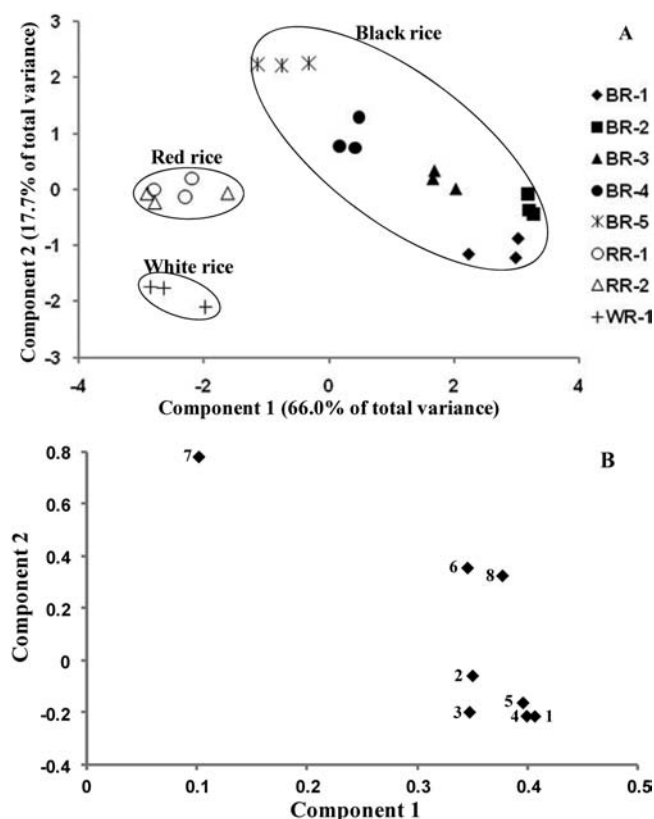 A
Black rice
Red rice
White rice
3
2
1
0
-1
-2
-3
Component 2 (17.7% of total variance)
-4
-2
0
2
4
Component 1 (66.0% of total variance)
BR-1
BR-2
BR-3
BR-4
BR-5
RR-1
RR-2
WR-1
B
0.8
0.6
0.4
0.2
0
-0.2
-0.4
Component 2
7
6
8
2
3
5
4
1
0
0.1
0.2
0.3
0.4
0.5
Component 1